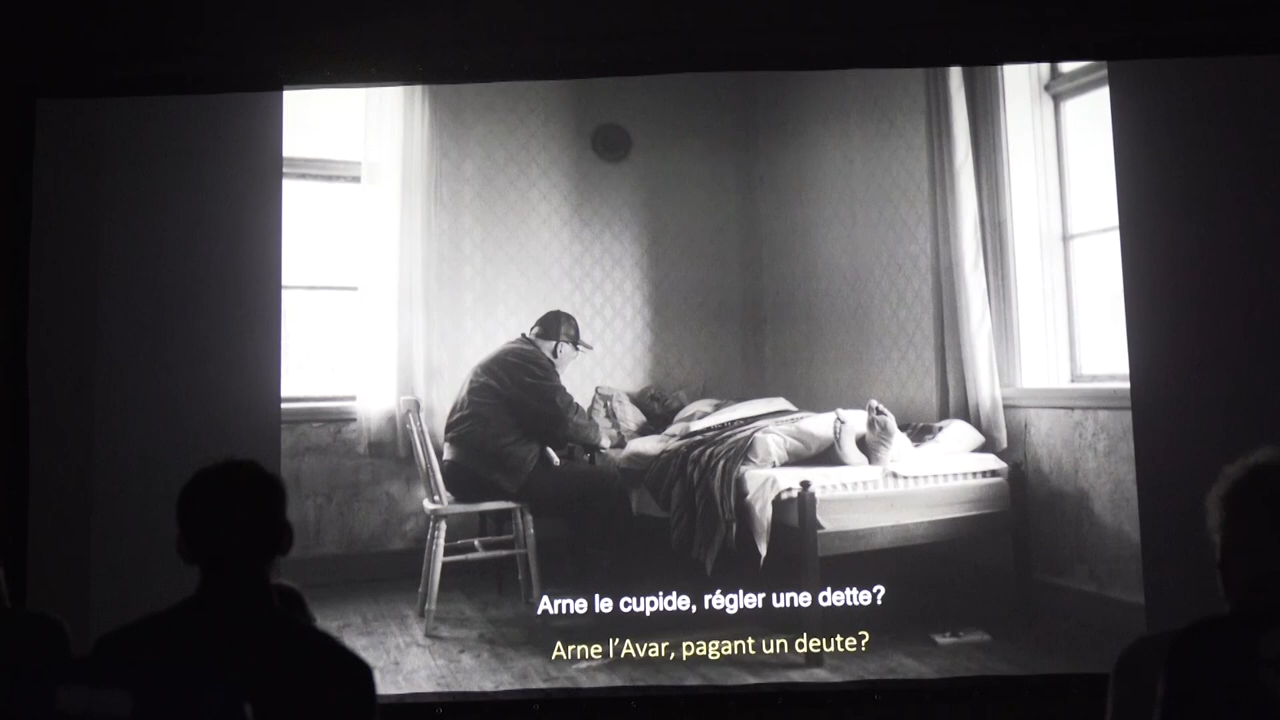 Arne le cupide, régler une dette?
Arne l'Avar, pagant un deute?